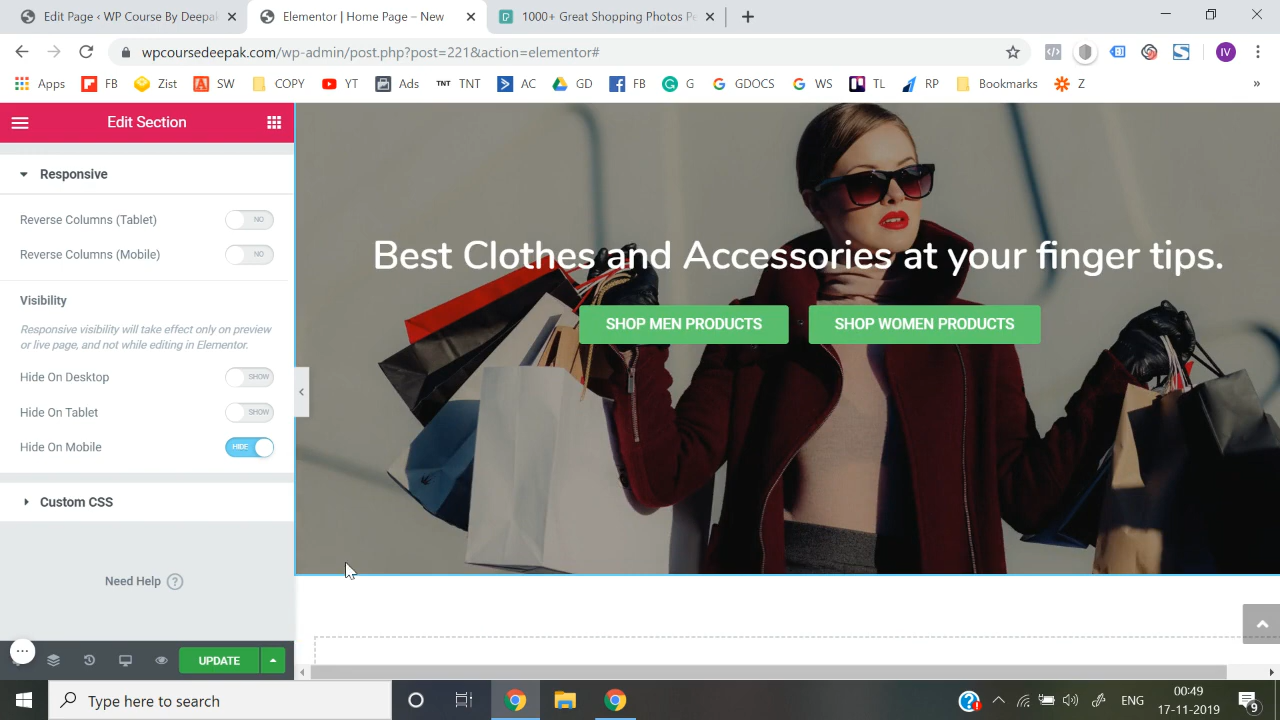 Edit Page ‹ WP Course By Deepak
Elementor | Home Page – New
1000+ Great Shopping Photos Pe
wpcoursedeepak.com/wp-admin/post.php?post=221&action=elementor#
IV
Apps FB Zist SW COPY YT Ads TNT TNT AC GD FB G GDOCS WS TL RP Bookmarks Z »
Edit Section
Responsive
Reverse Columns (Tablet) NO
Reverse Columns (Mobile) NO
Visibility
Responsive visibility will take effect only on preview
or live page, and not while editing in Elementor.
Hide On Desktop SHOW
Hide On Tablet SHOW
Hide On Mobile HIDE
Custom CSS
Need Help ?
UPDATE
Best Clothes and Accessories at your finger tips.
SHOP MEN PRODUCTS SHOP WOMEN PRODUCTS
Type here to search
ENG
00:49
17-11-2019
9